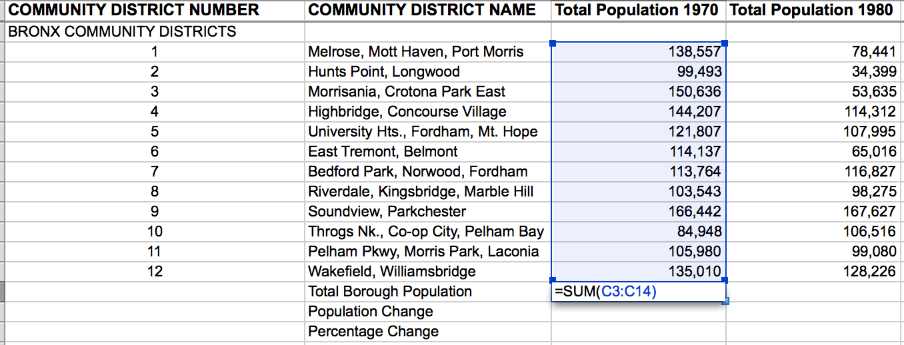 COMMUNITY DISTRICT NUMBER COMMUNITY DISTRICT NAME Total Population 1970 Total Population 1980
BRONX COMMUNITY DISTRICTS
1 Melrose, Mott Haven, Port Morris 138,557 78,441
2 Hunts Point, Longwood 99,493 34,399
3 Morrisania, Crotona Park East 150,636 53,635
4 Highbridge, Concourse Village 144,207 114,312
5 University Hts., Fordham, Mt. Hope 121,807 107,995
6 East Tremont, Belmont 114,137 65,016
7 Bedford Park, Norwood, Fordham 113,764 116,827
8 Riverdale, Kingsbridge, Marble Hill 103,543 98,275
9 Soundview, Parkchester 166,442 167,627
10 Throgs Nk., Co-op City, Pelham Bay 84,948 106,516
11 Pelham Pkwy, Morris Park, Laconia 105,980 99,080
12 Wakefield, Williamsbridge 135,010 128,226
Total Borough Population =SUM(C3:C14)
Population Change
Percentage Change